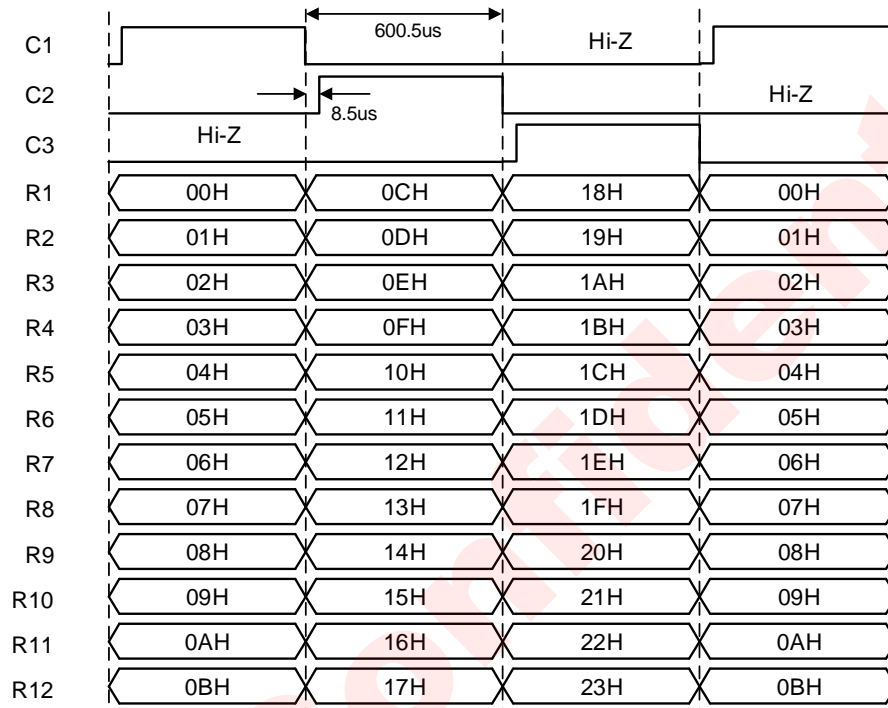 600.5us
C1 Hi-Z
C2 8.5us Hi-Z
C3 Hi-Z
R1 00H 0CH 18H 00H
R2 01H 0DH 19H 01H
R3 02H 0EH 1AH 02H
R4 03H 0FH 1BH 03H
R5 04H 10H 1CH 04H
R6 05H 11H 1DH 05H
R7 06H 12H 1EH 06H
R8 07H 13H 1FH 07H
R9 08H 14H 20H 08H
R10 09H 15H 21H 09H
R11 0AH 16H 22H 0AH
R12 0BH 17H 23H 0BH
Confident